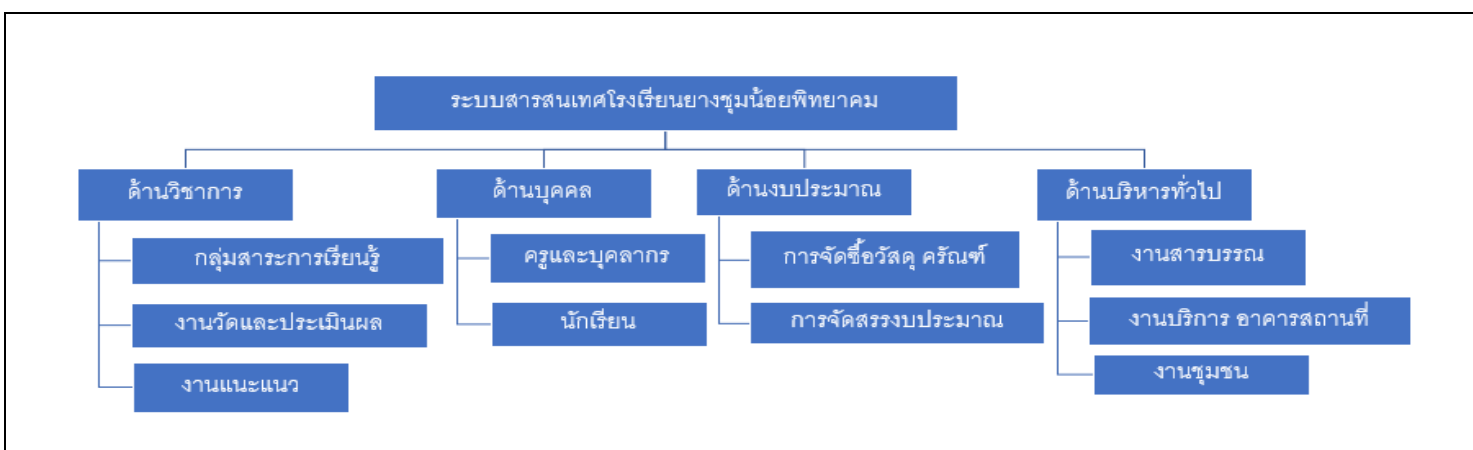 ระบบสารสนเทศโรงเรียนยางชุมน้อยพิทยาคม
ด้านวิชาการ
กลุ่มสาระการเรียนรู้
งานวัดและประเมินผล
งานแนะแนว
ด้านบุคคล
ครูและบุคลากร
นักเรียน
ด้านงบประมาณ
การจัดซื้อวัสดุ ครัณฑ์
การจัดสรรงบประมาณ
ด้านบริหารทั่วไป
งานสารบรรณ
งานบริการ อาคารสถานที่
งานชุมชน